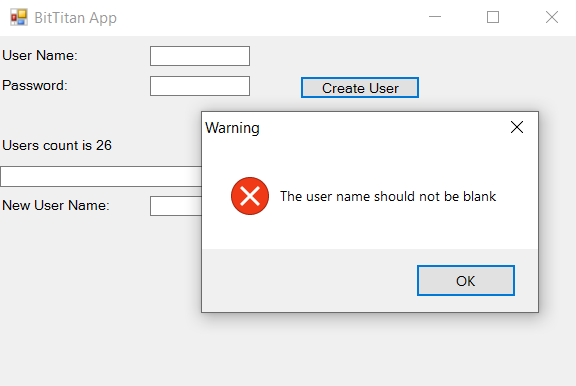 BitTitan App
User Name:
Password:
Create User
Users count is 26
New User Name:
Warning
The user name should not be blank
OK